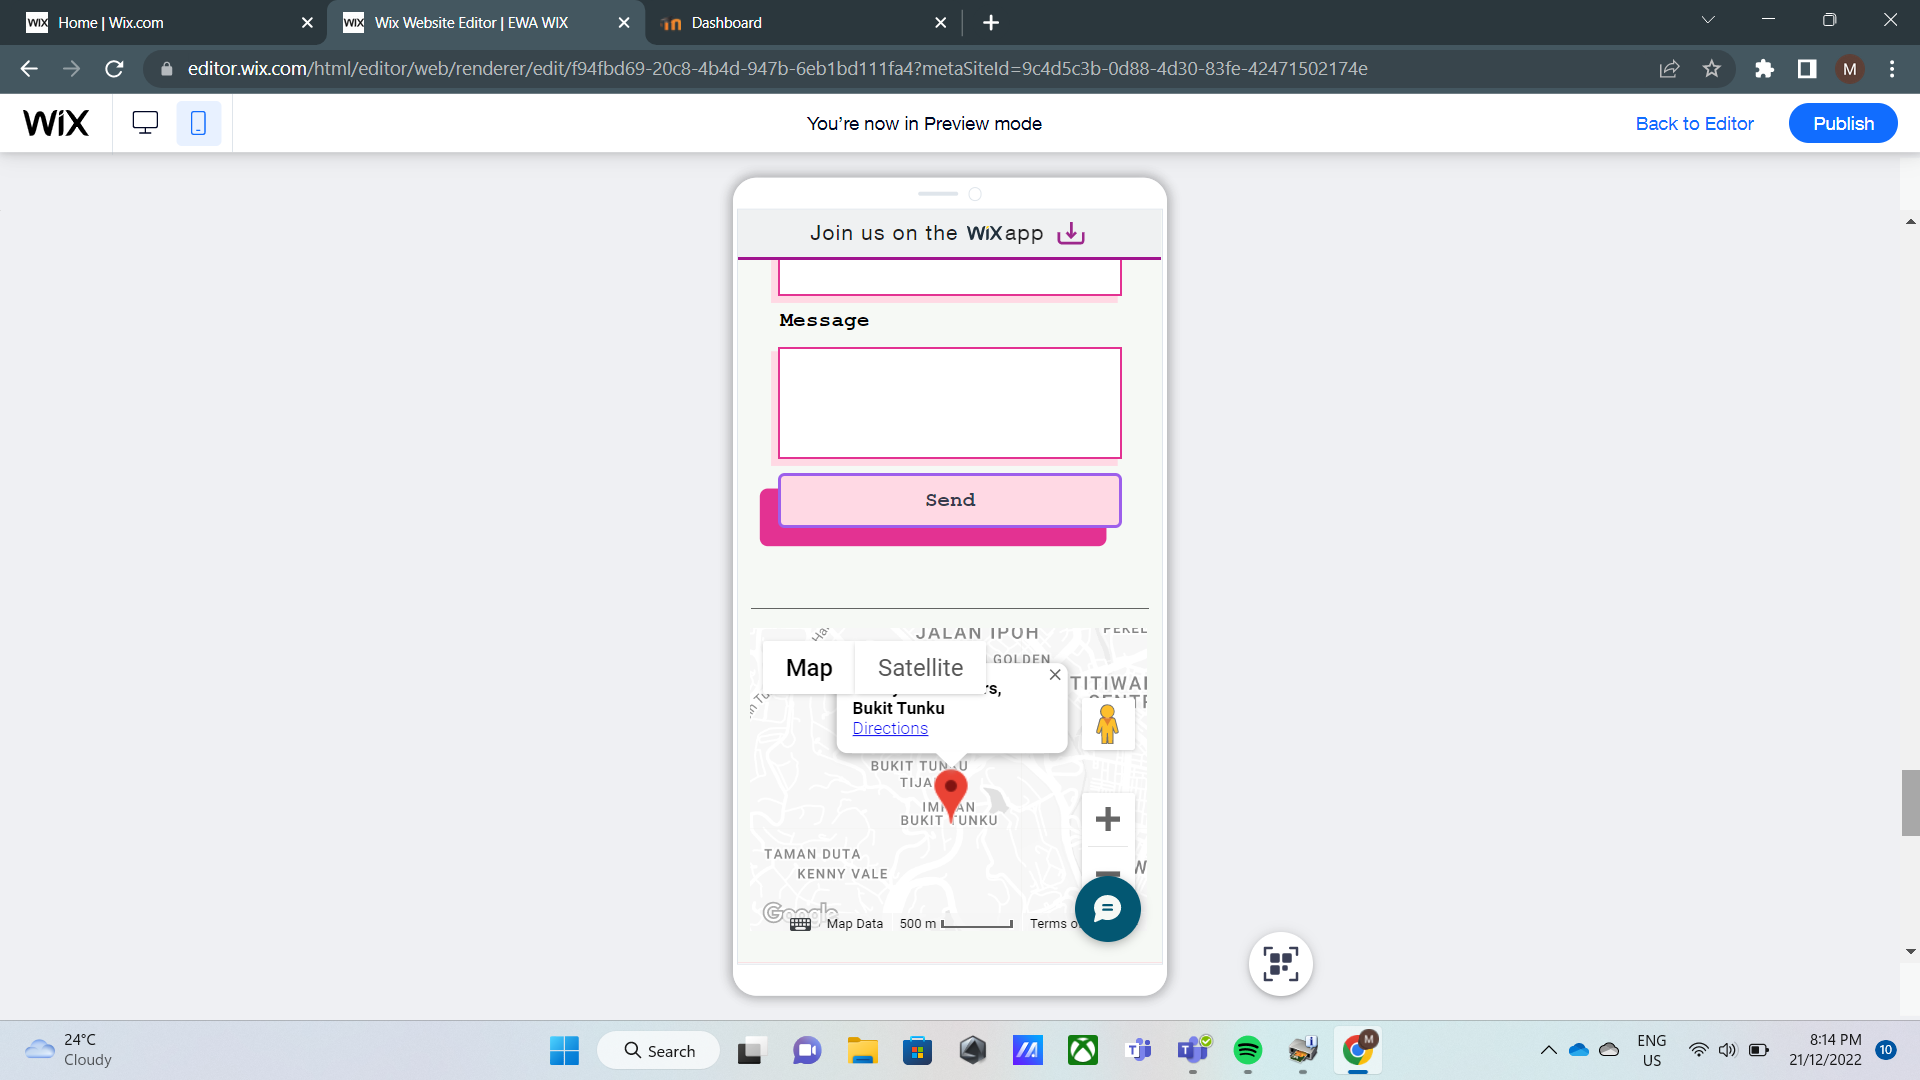 WIX Home | Wix.com
WIX Wix Website Editor | EWA WIX
Dashboard
editor.wix.com/html/editor/web/renderer/edit/f94fbd69-20c8-4b4d-947b-6eb1bd111fa4?metaSiteId=9c4d5c3b-0d88-4d30-83fe-42471502174e
M
WIX
You're now in Preview mode
Back to Editor
Publish
Join us on the WIX app
Message
Send
JALAN IPOH
GOLDEN
Map
Satellite
TITIWA
Bukit Tunku
Directions
BUKIT TUNKU
BUKIT TUNKU
TAMAN DUTA
KENNY VALE
Google
Map Data
500 m
Terms
24°C
Cloudy
Search
M
ENG
US
8:14 PM
21/12/2022
10